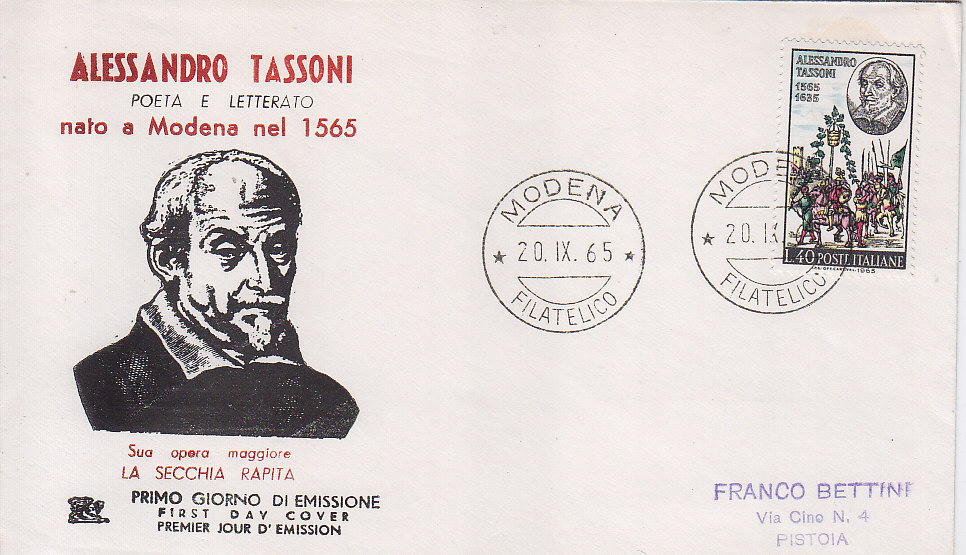 ALESSANDRO TASSONI
POETA E LETTERATO
nato a Modena nel 1565
Sua opera maggiore
LA SECCHIA RAPITA
PRIMO GIORNO DI EMISSIONE
FIRST DAY COVER
PREMIER JOUR D'EMISSION
MODENA
* 20. IX. 65 *
FILATELICO
MODE
* 20. IX
FILATELICO
ALESSANDRO
TASSONI
1565
1635
L.40 POSTE ITALIANE
1965
FRANCO BETTINI
Via Cino N. 4
PISTOIA